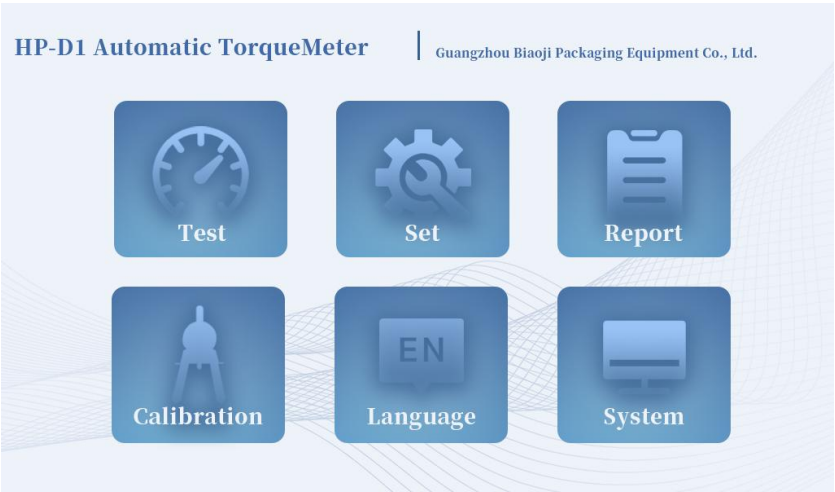 HP-D1 Automatic TorqueMeter
Guangzhou Biaoji Packaging Equipment Co., Ltd.
Test
Set
Report
EN
Calibration
Language
System